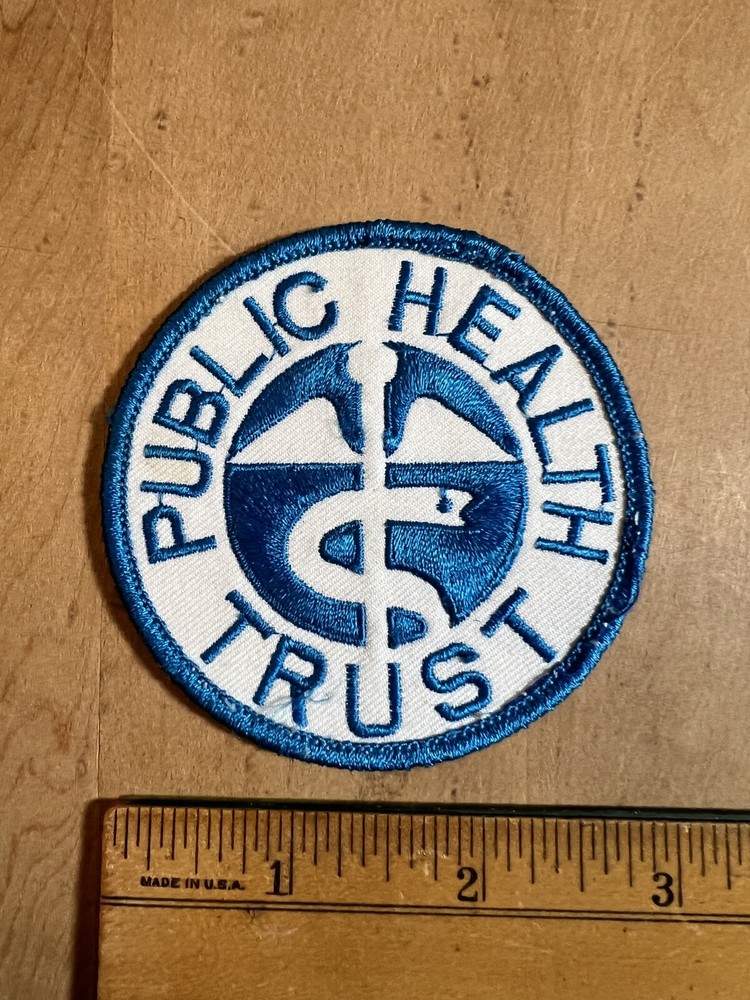 PUBLIC HEALTH
TRUST
MADE IN U.S.A.
1 2 3